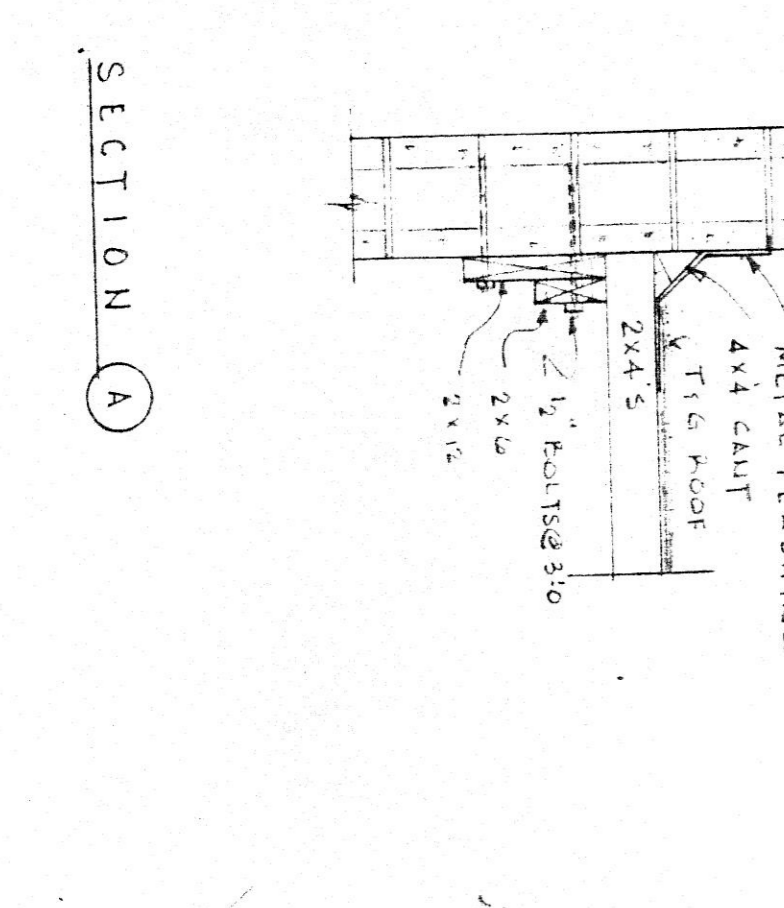 4x4 CANT
T&G ROOF
2x4'S
½" BOLTS@ 3'-0
2x6
2x12
SECTION A